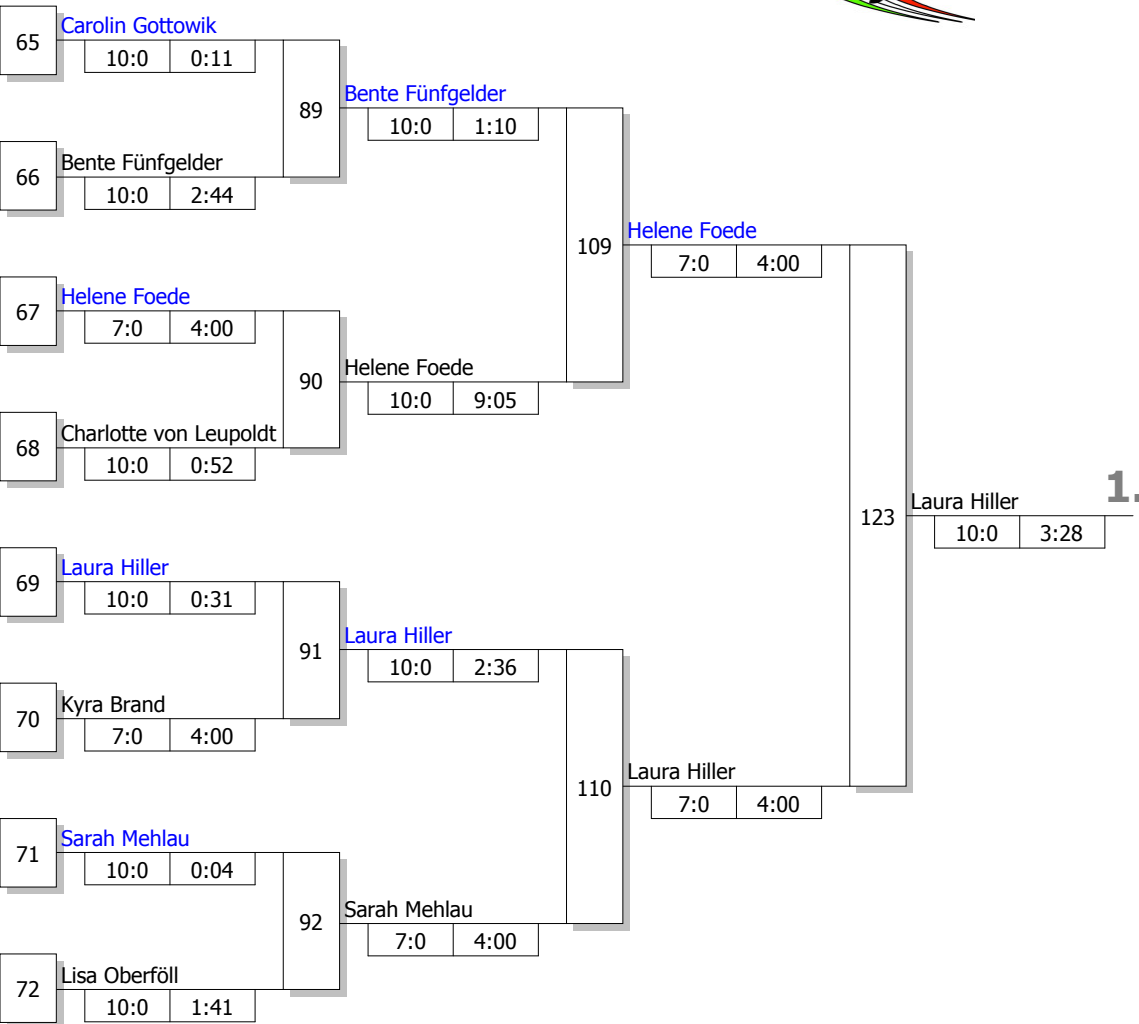 65 Carolin Gottowik
10:0 0:11
89 Bente Fünfgelder
10:0 1:10
66 Bente Fünfgelder
10:0 2:44
109 Helene Foede
7:0 4:00
67 Helene Foede
7:0 4:00
90 Helene Foede
10:0 9:05
68 Charlotte von Leupoldt
10:0 0:52
123 Laura Hiller 1.
10:0 3:28
69 Laura Hiller
10:0 0:31
91 Laura Hiller
10:0 2:36
70 Kyra Brand
7:0 4:00
110 Laura Hiller
7:0 4:00
71 Sarah Mehlau
10:0 0:04
92 Sarah Mehlau
7:0 4:00
72 Lisa Oberföll
10:0 1:41